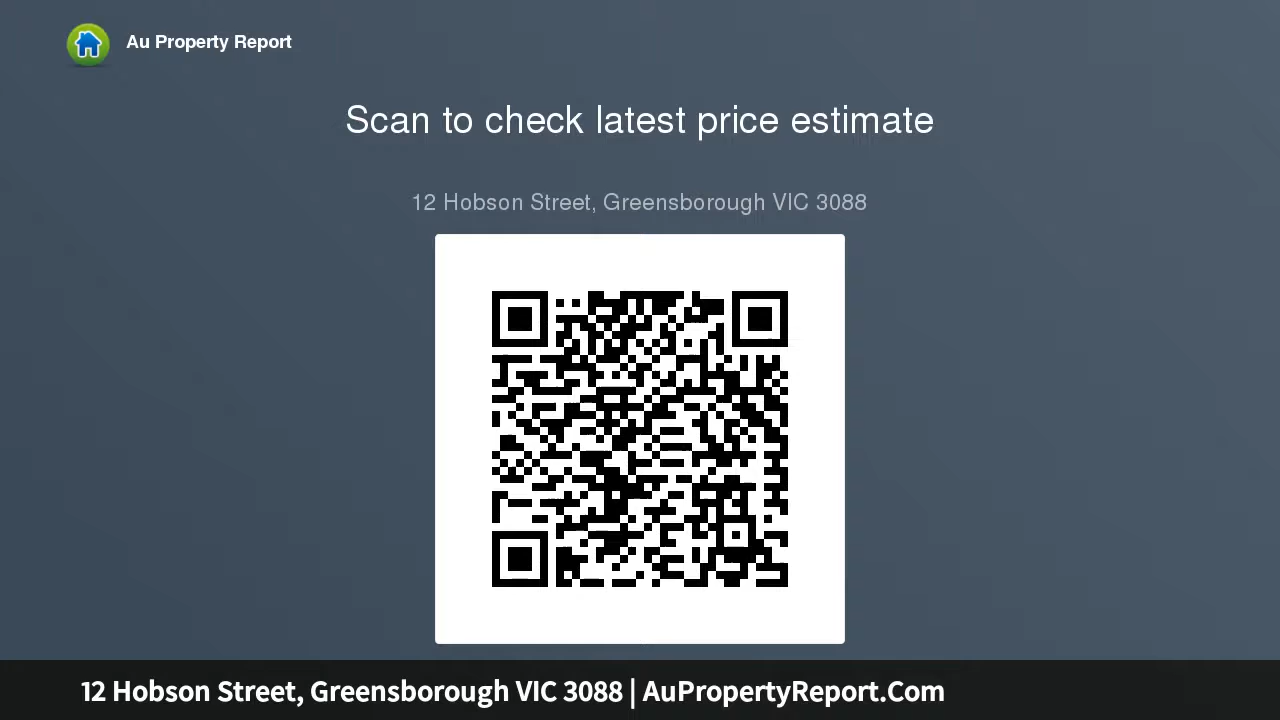 Au Property Report
Scan to check latest price estimate
12 Hobson Street, Greensborough VIC 3088
12 Hobson Street, Greensborough VIC 3088 | AuPropertyReport.Com